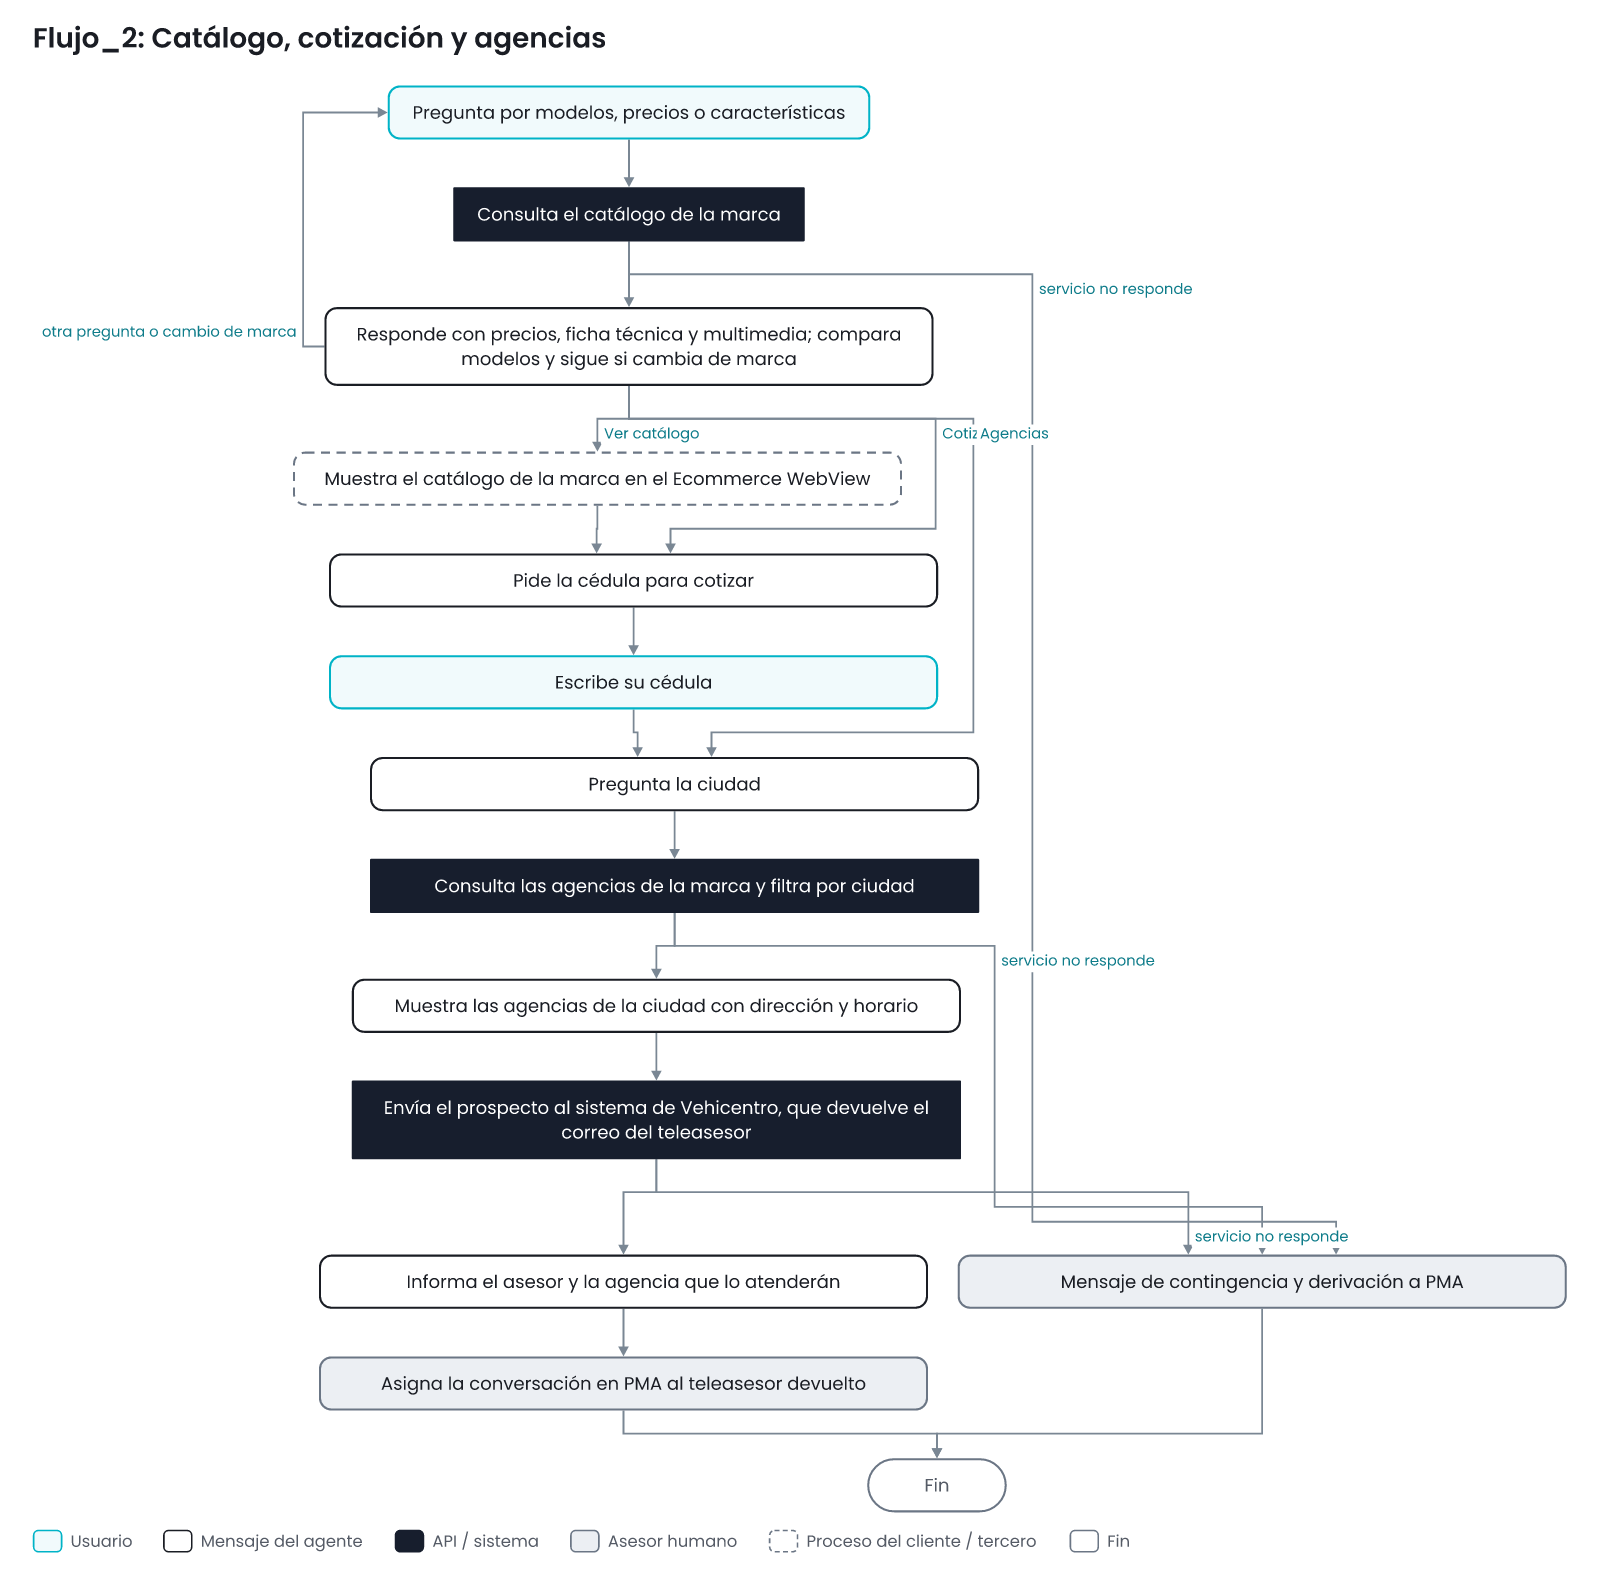 Flujo_2: Catálogo, cotización y agencias
Pregunta por modelos, precios o características
Consulta el catálogo de la marca
servicio no responde
otra pregunta o cambio de marca
Responde con precios, ficha técnica y multimedia; compara
modelos y sigue si cambia de marca
Ver catálogo
Cotiz
Agencias
Muestra el catálogo de la marca en el Ecommerce WebView
Pide la cédula para cotizar
Escribe su cédula
Pregunta la ciudad
Consulta las agencias de la marca y filtra por ciudad
servicio no responde
Muestra las agencias de la ciudad con dirección y horario
Envía el prospecto al sistema de Vehicentro, que devuelve el
correo del teleasesor
servicio no responde
Informa el asesor y la agencia que lo atenderán
Mensaje de contingencia y derivación a PMA
Asigna la conversación en PMA al teleasesor devuelto
Fin
Usuario
Mensaje del agente
API / sistema
Asesor humano
Proceso del cliente / tercero
Fin